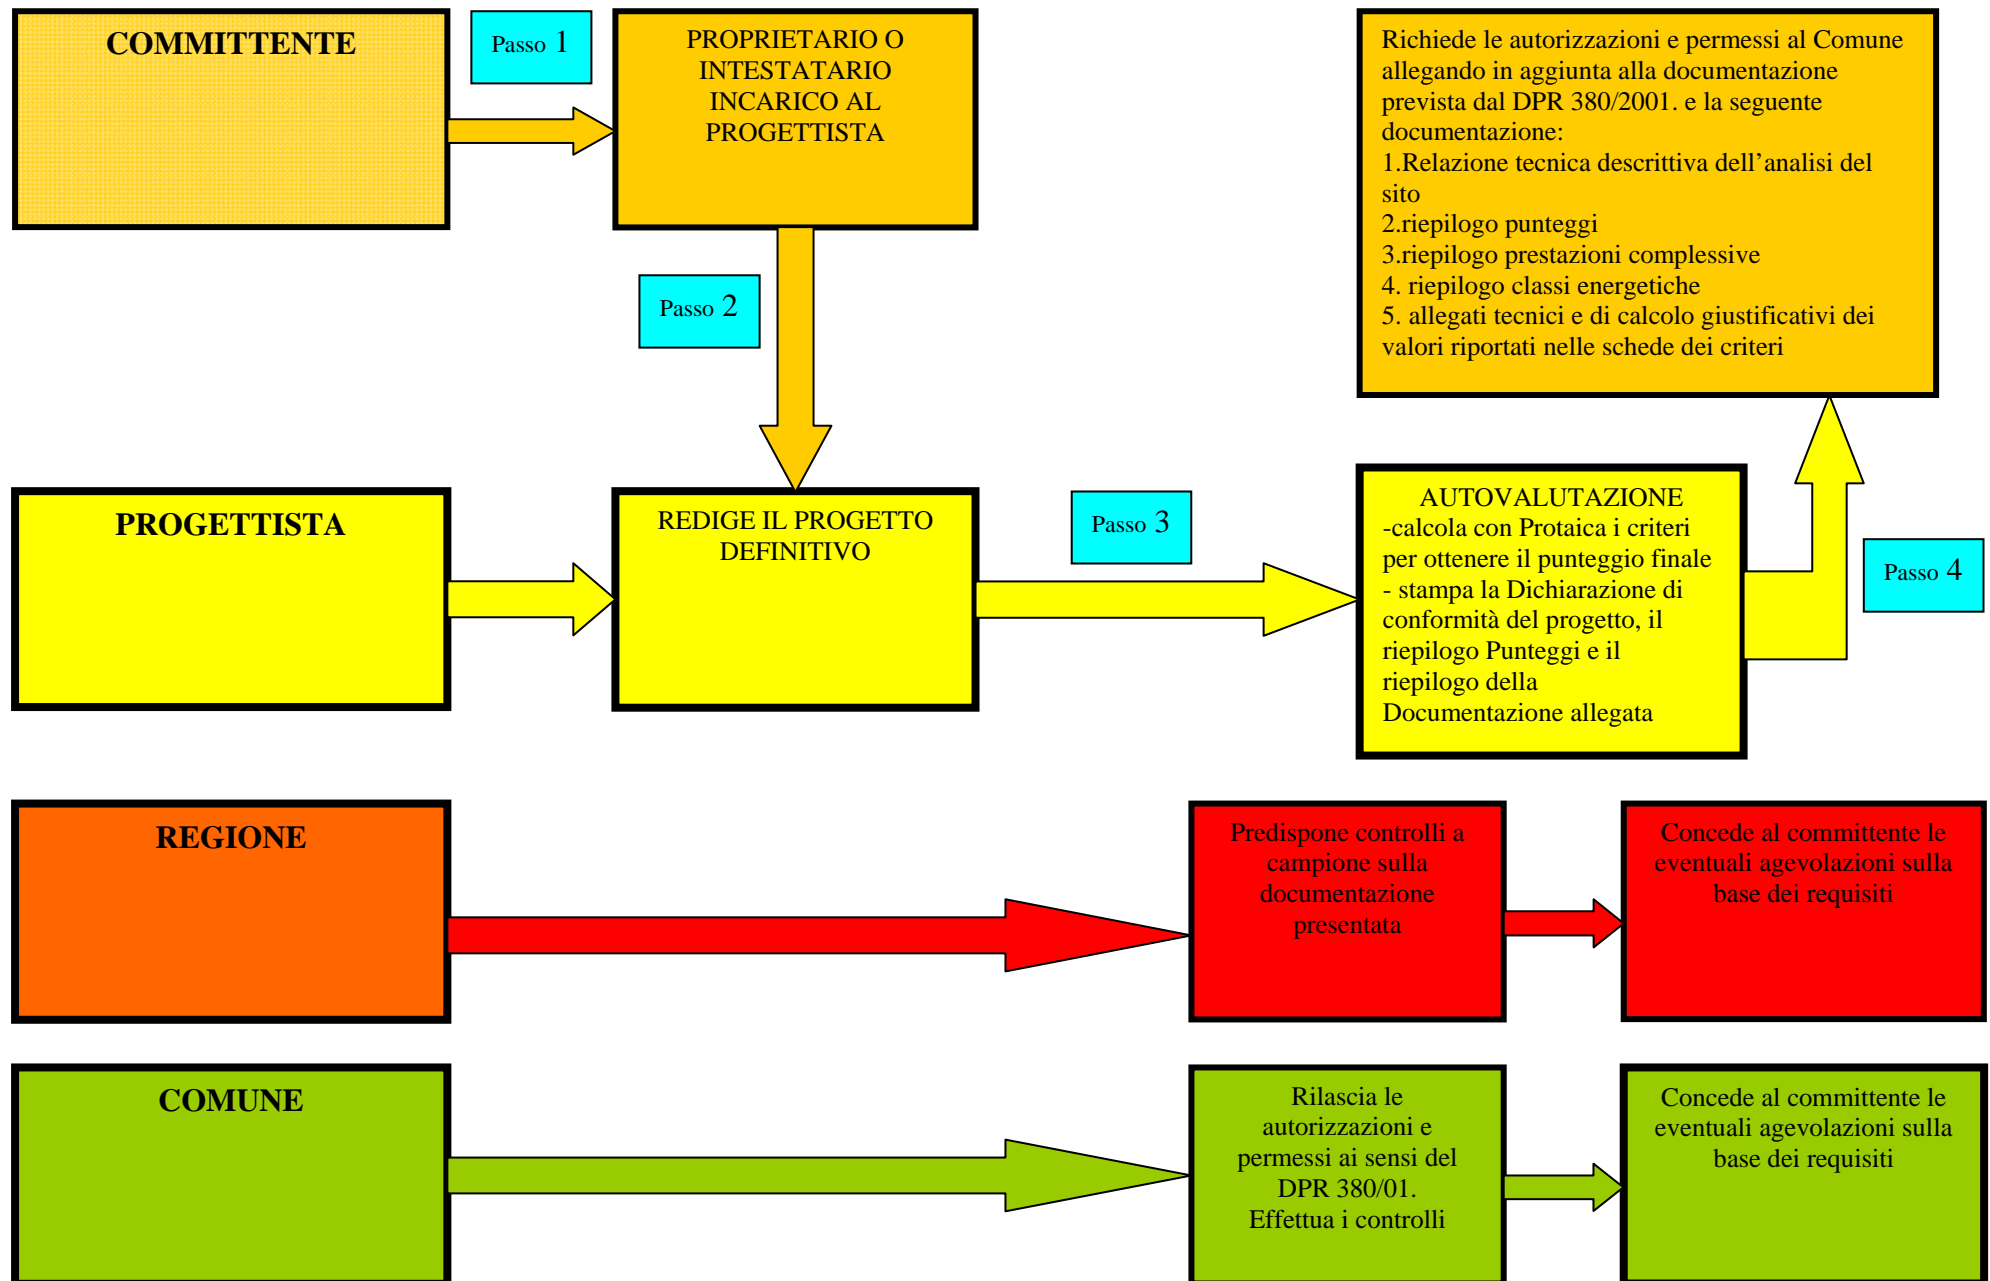 COMMITTENTE
Passo 1
PROPRIETARIO O
INTESTATARIO
INCARICO AL
PROGETTISTA
Richiede le autorizzazioni e permessi al Comune
allegando in aggiunta alla documentazione
prevista dal DPR 380/2001. e la seguente
documentazione:
1.Relazione tecnica descrittiva dell’analisi del
sito
2.riepilogo punteggi
3.riepilogo prestazioni complessive
4. riepilogo classi energetiche
5. allegati tecnici e di calcolo giustificativi dei
valori riportati nelle schede dei criteri
Passo 2
PROGETTISTA
REDIGE IL PROGETTO
DEFINITIVO
Passo 3
AUTOVALUTAZIONE
-calcola con Protaica i criteri
per ottenere il punteggio finale
- stampa la Dichiarazione di
conformità del progetto, il
riepilogo Punteggi e il
riepilogo della
Documentazione allegata
Passo 4
REGIONE
Predispone controlli a
campione sulla
documentazione
presentata
Concede al committente le
eventuali agevolazioni sulla
base dei requisiti
COMUNE
Rilascia le
autorizzazioni e
permessi ai sensi del
DPR 380/01.
Effettua i controlli
Concede al committente le
eventuali agevolazioni sulla
base dei requisiti